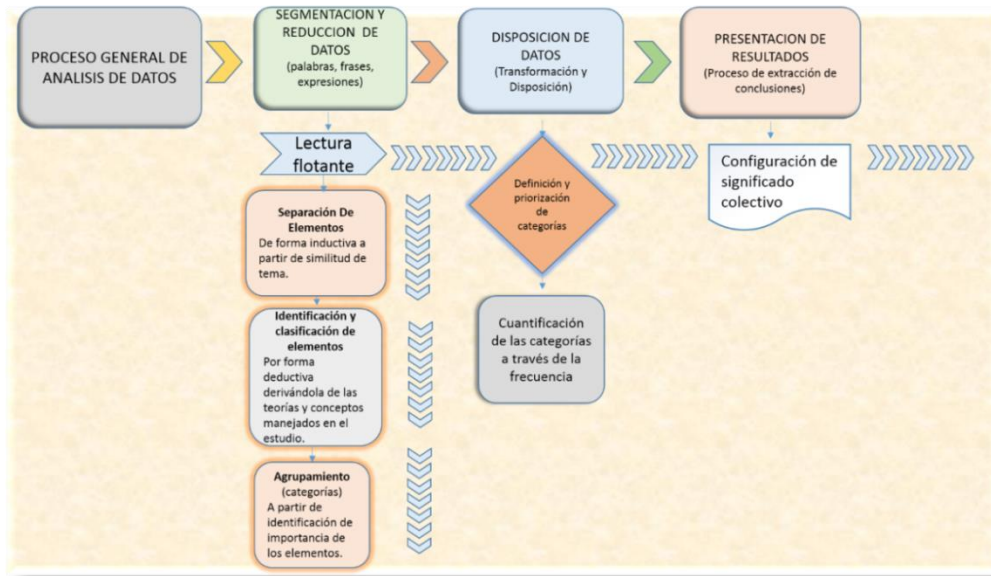 PROCESO GENERAL DE
ANALISIS DE DATOS
SEGMENTACION Y
REDUCCION DE
DATOS
(palabras, frases,
expresiones)
DISPOSICION DE
DATOS
(Transformación y
Disposición)
PRESENTACION DE
RESULTADOS
(Proceso de extracción de
conclusiones)
Lectura
flotante
Separación De
Elementos
De forma inductiva a
partir de similitud de
tema.
Identificación y
clasificación de
elementos
Por forma
deductiva
derivándola de las
teorías y conceptos
manejados en el
estudio.
Agrupamiento
(categorías)
A partir de
identificación de
importancia de
los elementos.
Definición y
priorización
de
categorías
Cuantificación
de las categorías
a través de la
frecuencia
Configuración de
significado
colectivo